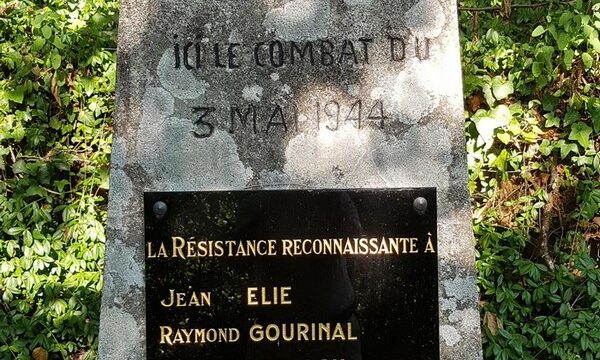 ICI LE COMBAT DU
3 MAI 1944
LA RÉSISTANCE RECONNAISSANTE À
JEAN ELIE
RAYMOND GOURINAL